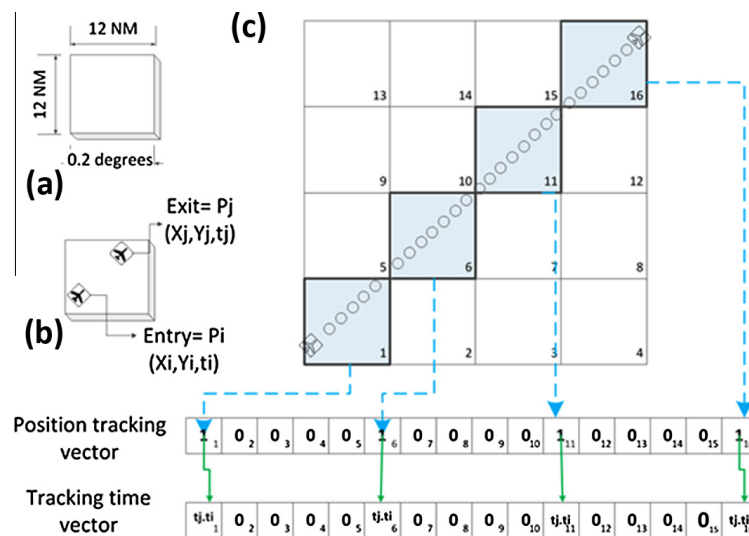 12 NM
(c)
12 NM
0.2 degrees
(a)
13 14 15 16
9 10 11 12
5 6 7 8
1 2 3 4
Exit= Pj
(Xj,Yj,tj)
(b)
Entry= Pi
(Xi,Yi,ti)
Position tracking
vector
1 1 0 2 0 3 0 4 0 5 1 6 0 7 0 8 0 9 0 10 1 11 0 12 0 13 0 14 0 15 1
Tracking time
vector
tj.ti 1 0 2 0 3 0 4 0 5 tj.ti 6 0 7 0 8 0 9 0 10 tj.ti 11 0 12 0 13 0 14 0 15 tj.ti